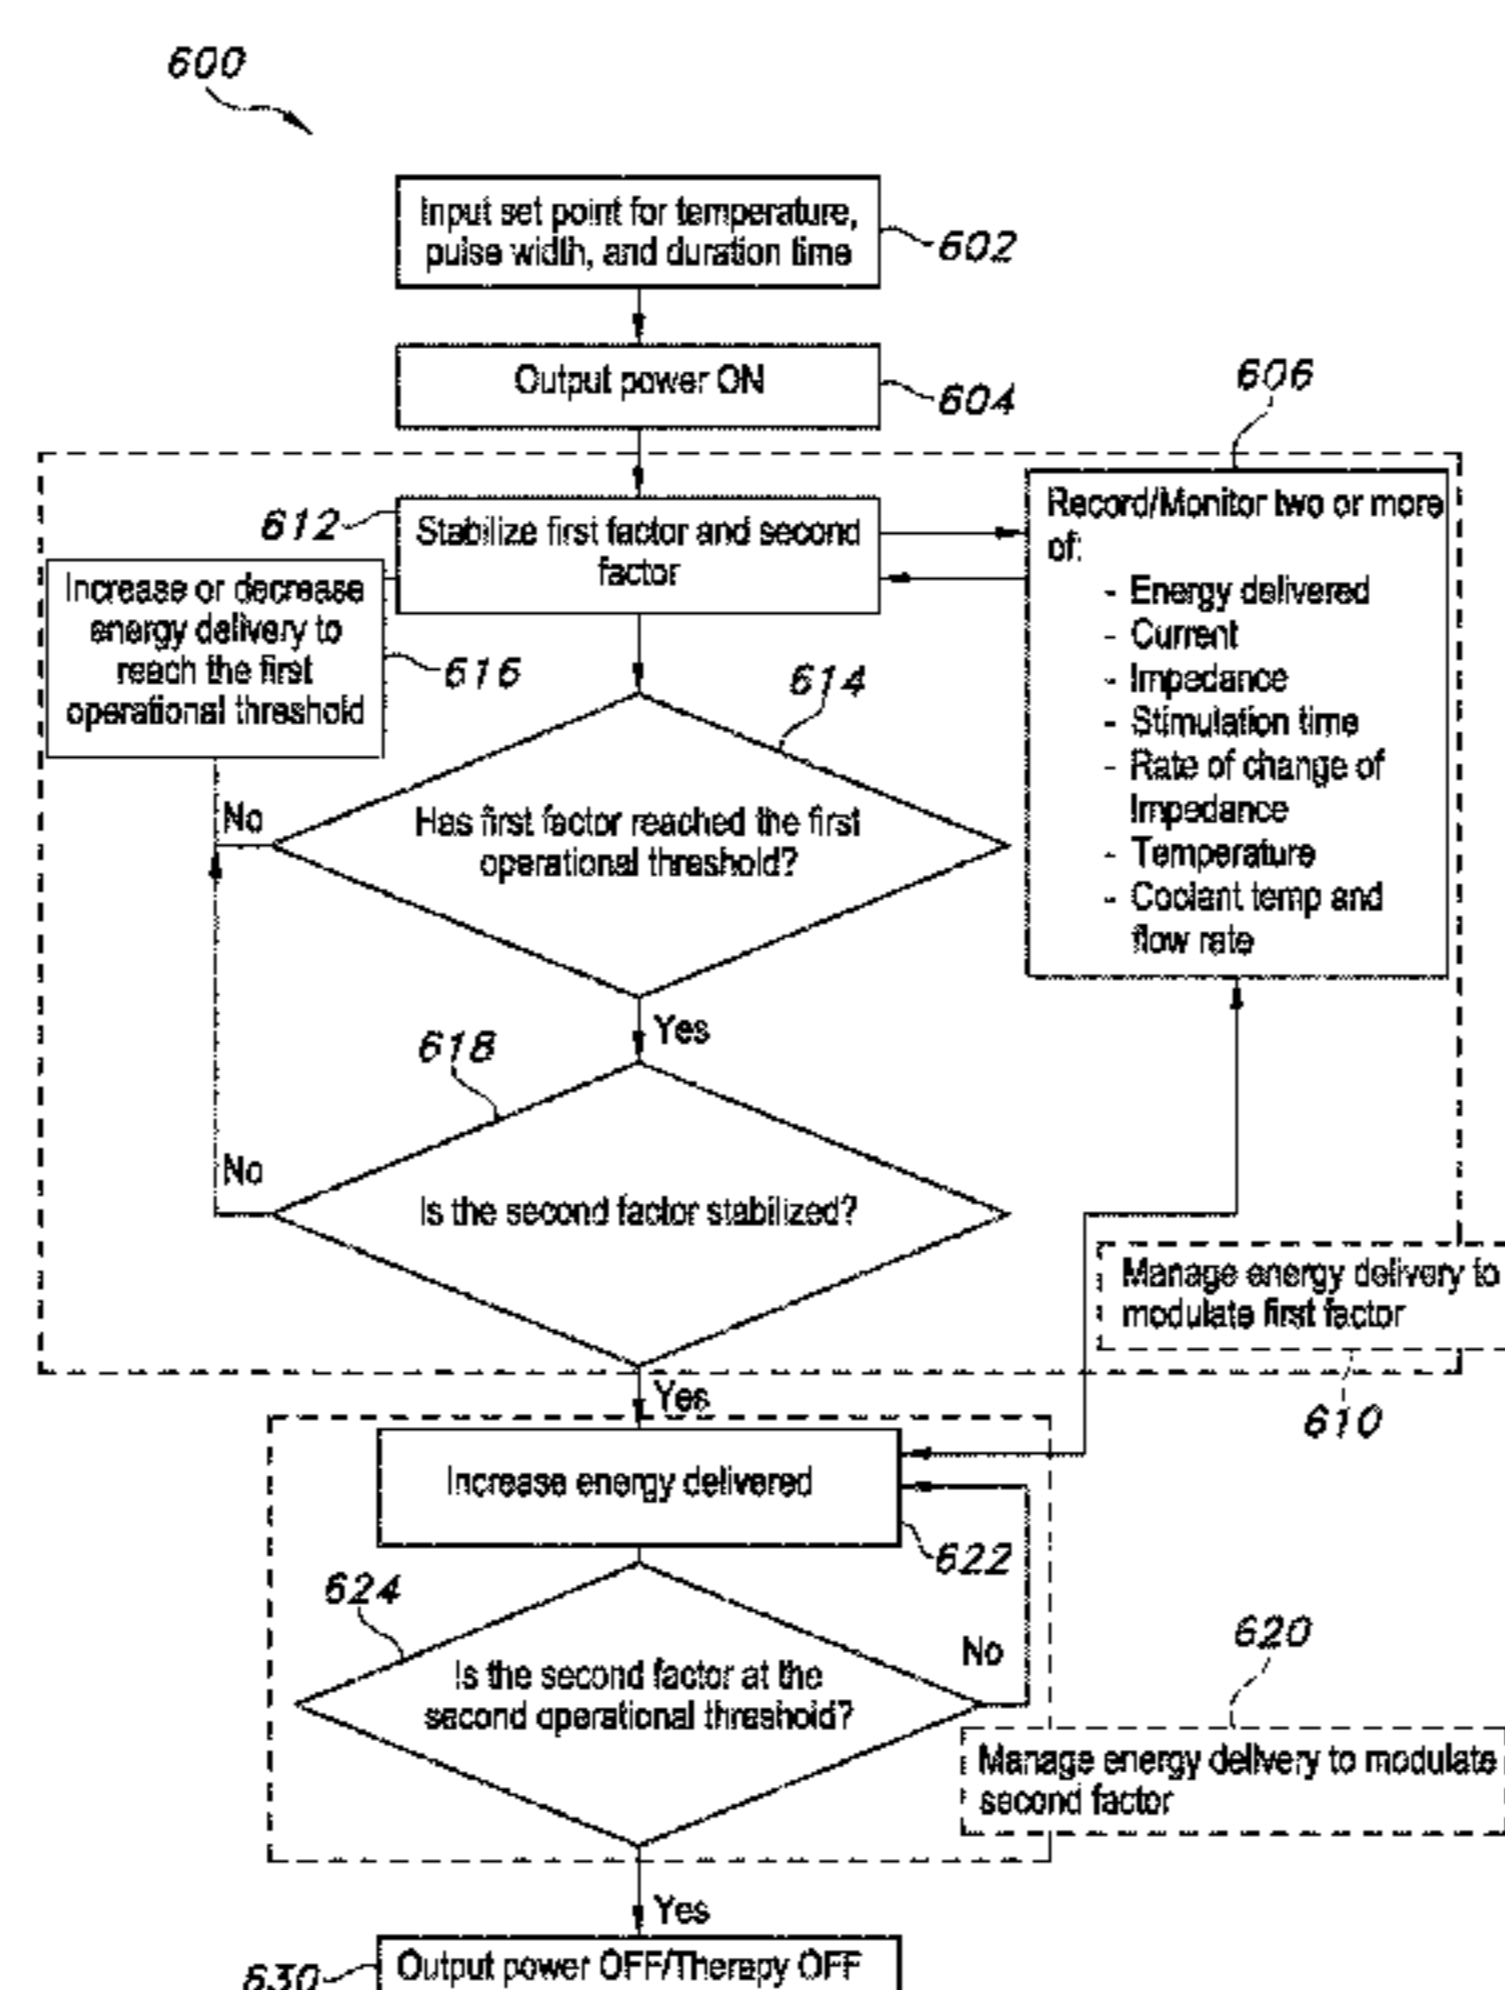 600
Input set point for temperature,
pulse width, and duration time
602
Output power ON
604
606
612
Stabilize first factor and second
factor
Record/Monitor two or more
of:
- Energy delivered
- Current
- Impedance
- Stimulation time
- Rate of change of
Impedance
- Temperature
- Coolant temp and
flow rate
Increase or decrease
energy delivery to
reach the first
operational threshold
616
614
No
Has first factor reached the first
operational threshold?
Yes
618
No
Is the second factor stabilized?
Manage energy delivery to
modulate first factor
610
Yes
Increase energy delivered
622
624
No
Is the second factor at the
second operational threshold?
620
Manage energy delivery to modulate
second factor
Yes
630
Output power OFF/Therapy OFF